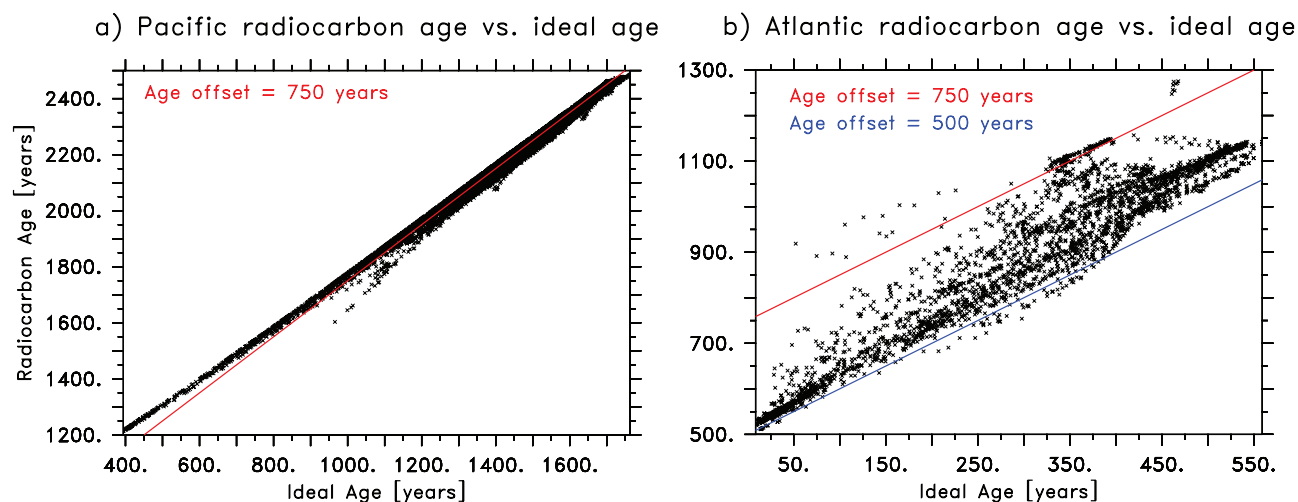 a) Pacific radiocarbon age vs. ideal age
b) Atlantic radiocarbon age vs. ideal age
Age offset = 750 years
Radiocarbon Age [years]
2400.
2200.
2000.
1800.
1600.
1400.
1200.
400. 600. 800. 1000. 1200. 1400. 1600.
Ideal Age [years]
Age offset = 750 years
Age offset = 500 years
1300.
1100.
900.
700.
500.
50. 150. 250. 350. 450. 550.
Ideal Age [years]